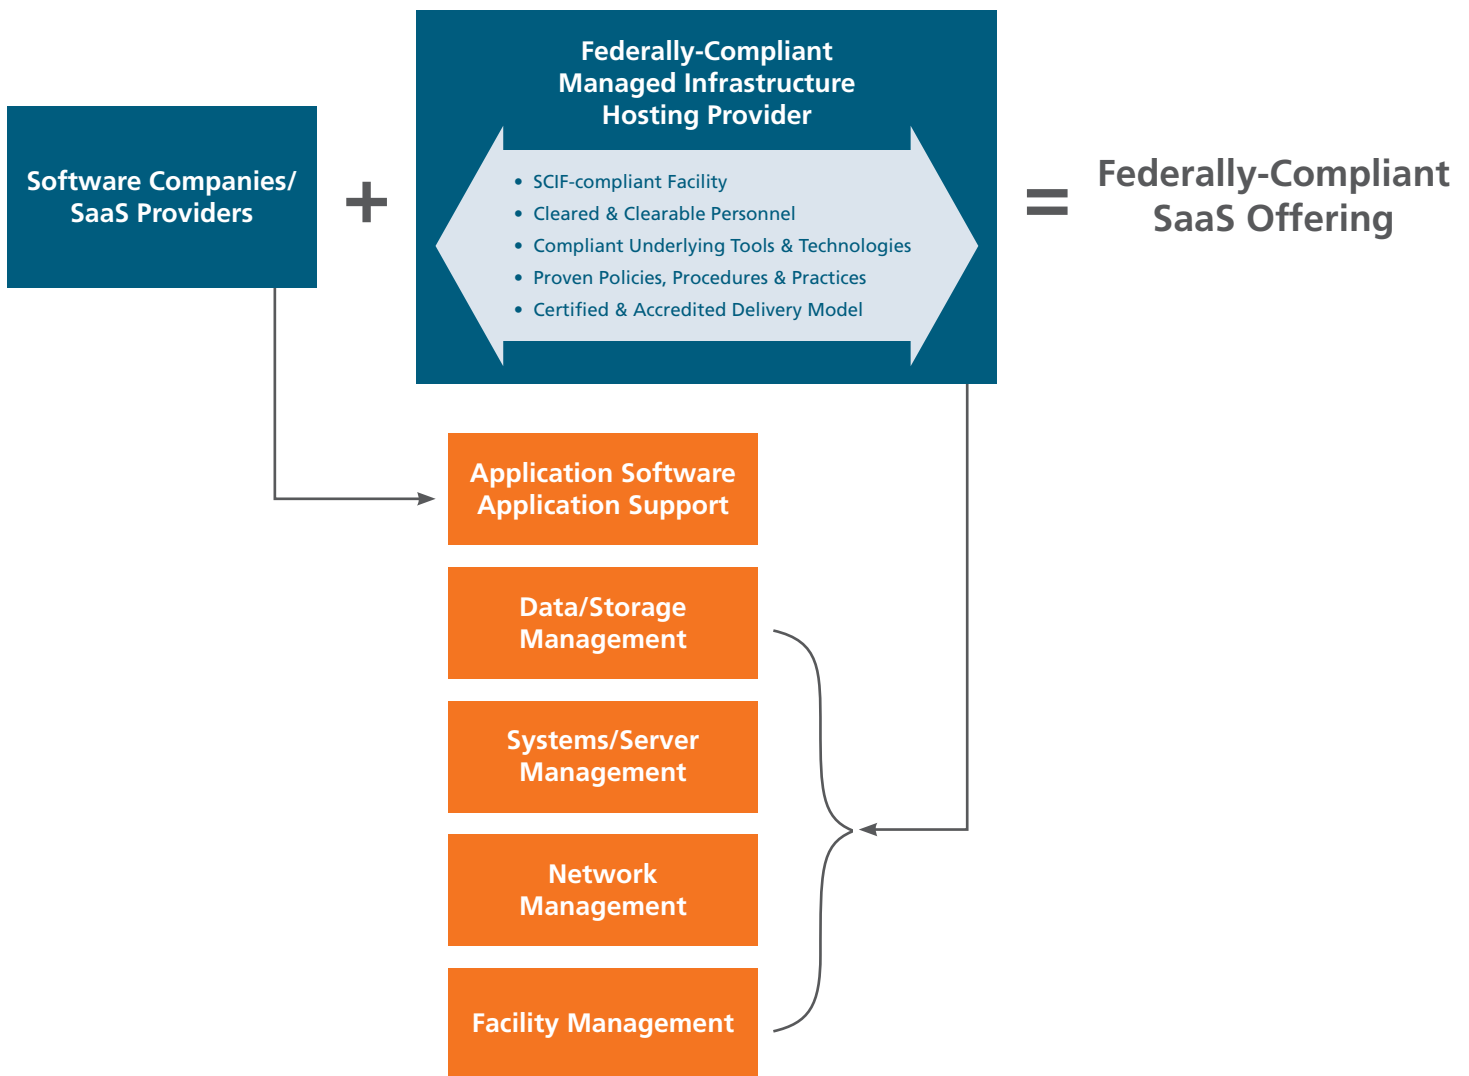 Federally-Compliant
Managed Infrastructure
Hosting Provider
Software Companies/
SaaS Providers
+
• SCIF-compliant Facility
• Cleared & Clearable Personnel
• Compliant Underlying Tools & Technologies
• Proven Policies, Procedures & Practices
• Certified & Accredited Delivery Model
=
Federally-Compliant
SaaS Offering
Application Software
Application Support
Data/Storage
Management
Systems/Server
Management
Network
Management
Facility Management